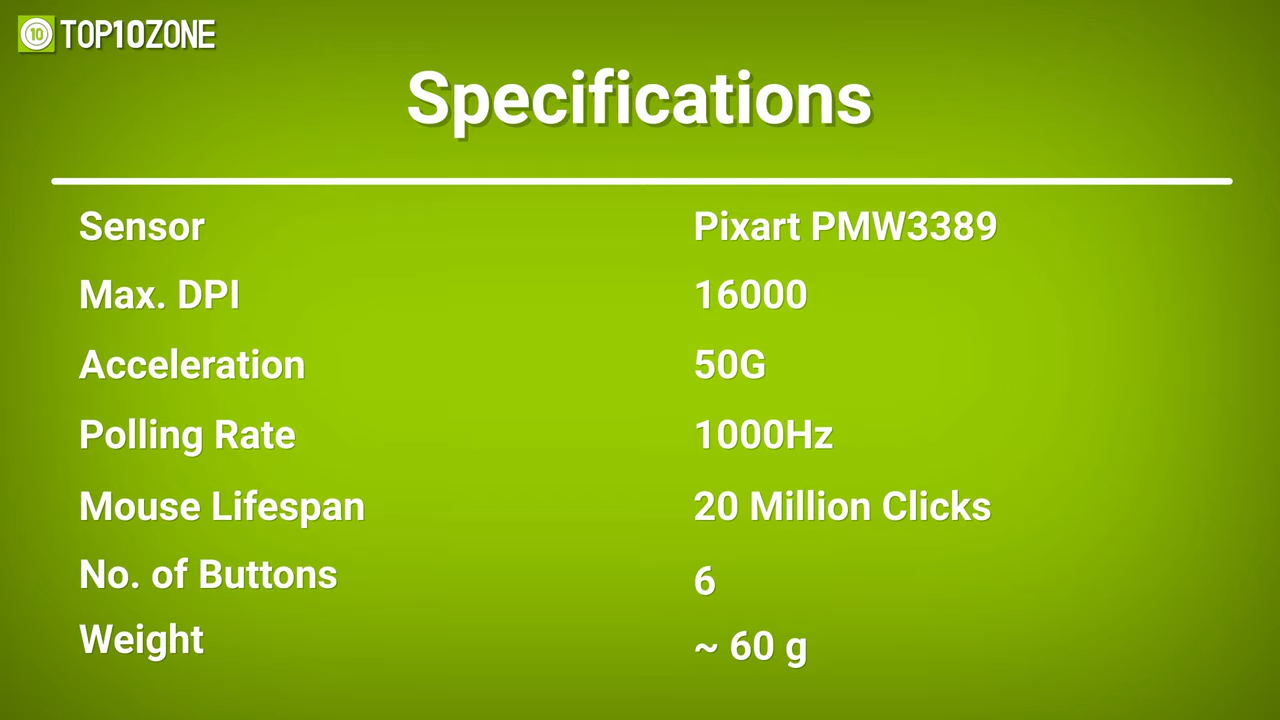 10 TOP10ZONE
Specifications
Sensor Pixart PMW3389
Max. DPI 16000
Acceleration 50G
Polling Rate 1000Hz
Mouse Lifespan 20 Million Clicks
No. of Buttons 6
Weight ~ 60 g